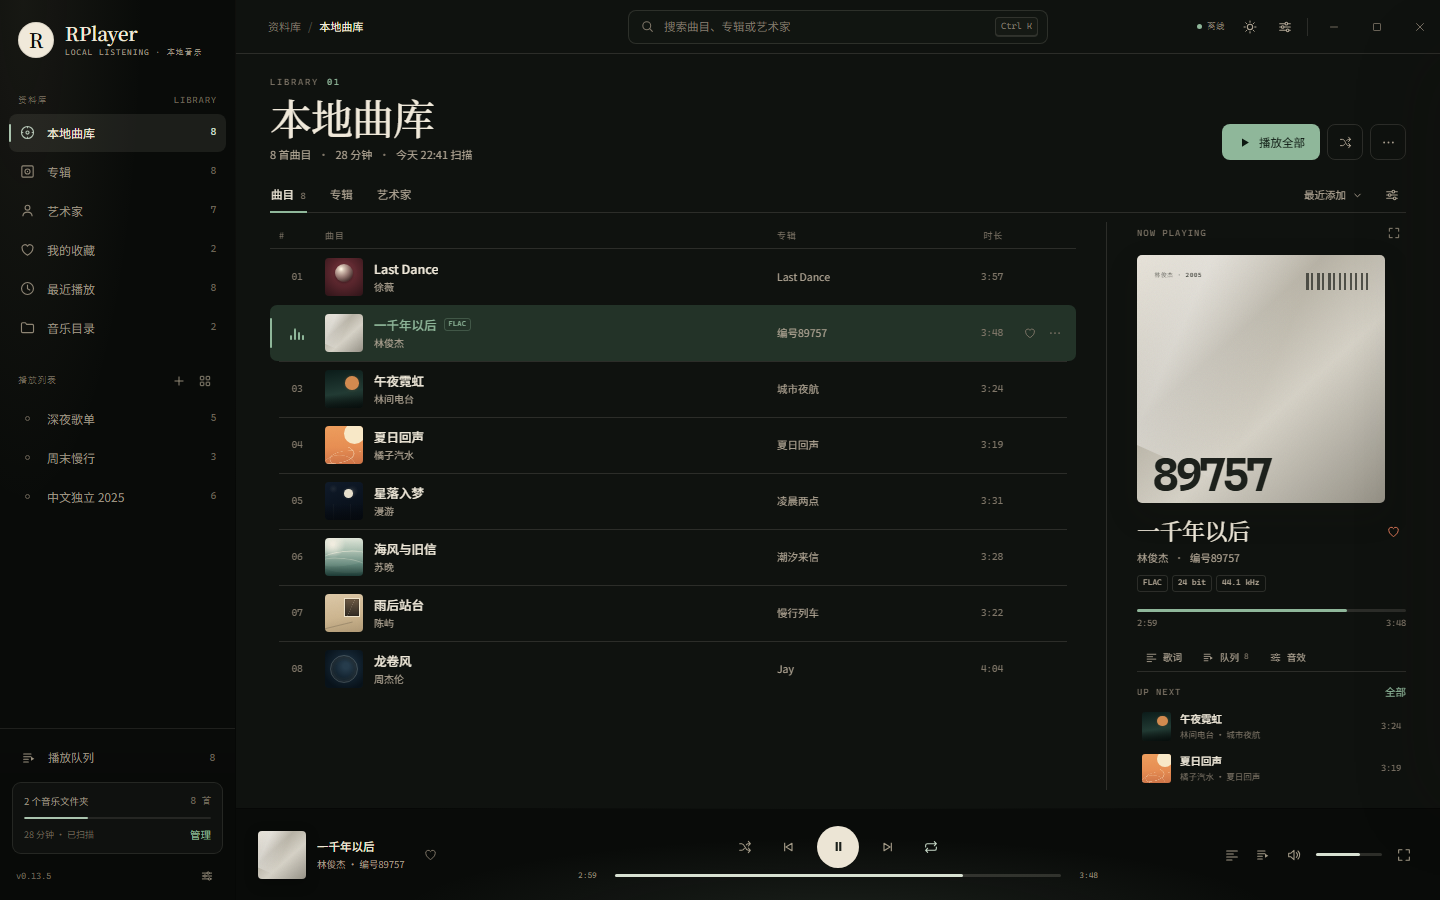 R
RPlayer
LOCAL LISTENING · 本地音乐
资料库 LIBRARY
本地曲库 8
专辑 8
艺术家 7
我的收藏 2
最近播放 8
音乐目录 2
播放列表
深夜歌单 5
周末慢行 3
中文独立 2025 6
播放队列 8
2 个音乐文件夹 8 首
28 分钟 · 已扫描 管理
v0.13.5
资料库 / 本地曲库
搜索曲目、专辑或艺术家 Ctrl K
LIBRARY 01
本地曲库
8 首曲目 · 28 分钟 · 今天 22:41 扫描
播放全部
曲目 8 专辑 艺术家
最近添加
# 曲目 专辑 时长
01 Last Dance Last Dance 3:57
徐薇
一千年以后 FLAC 编号89757 3:48
林俊杰
03 午夜霓虹 城市夜航 3:24
林间电台
04 夏日回声 夏日回声 3:19
橘子汽水
05 星落入梦 凌晨两点 3:31
漫游
06 海风与旧信 潮汐来信 3:28
苏晚
07 雨后站台 慢行列车 3:22
陈屿
08 龙卷风 Jay 4:04
周杰伦
NOW PLAYING
林俊杰 · 2005
89757
一千年以后
林俊杰 · 编号89757
FLAC 24 bit 44.1 kHz
2:59 3:48
歌词 队列 8 音效
UP NEXT 全部
午夜霓虹 3:24
林间电台 · 城市夜航
夏日回声 3:19
橘子汽水 · 夏日回声
一千年以后
林俊杰 · 编号89757
2:59 3:48